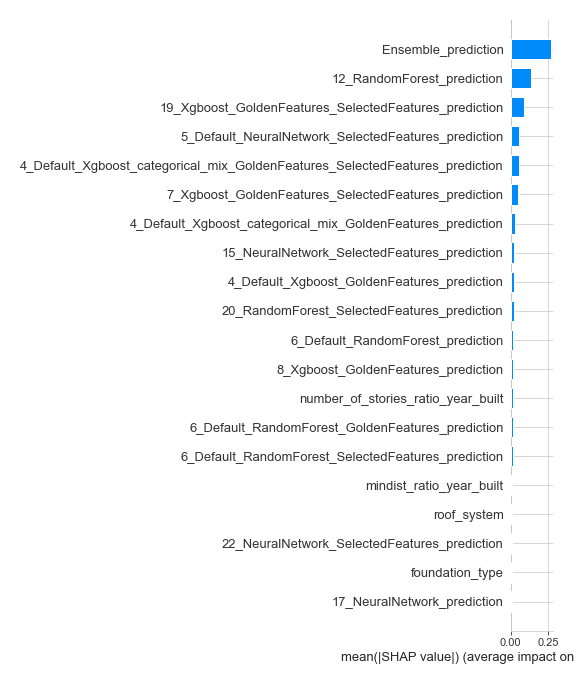 Ensemble_prediction
12_RandomForest_prediction
19_Xgboost_GoldenFeatures_SelectedFeatures_prediction
5_Default_NeuralNetwork_SelectedFeatures_prediction
4_Default_Xgboost_categorical_mix_GoldenFeatures_SelectedFeatures_prediction
7_Xgboost_GoldenFeatures_SelectedFeatures_prediction
4_Default_Xgboost_categorical_mix_GoldenFeatures_prediction
15_NeuralNetwork_SelectedFeatures_prediction
4_Default_Xgboost_GoldenFeatures_prediction
20_RandomForest_SelectedFeatures_prediction
6_Default_RandomForest_prediction
8_Xgboost_GoldenFeatures_prediction
number_of_stories_ratio_year_built
6_Default_RandomForest_GoldenFeatures_prediction
6_Default_RandomForest_SelectedFeatures_prediction
mindist_ratio_year_built
roof_system
22_NeuralNetwork_SelectedFeatures_prediction
foundation_type
17_NeuralNetwork_prediction
0.00 0.25
mean(|SHAP value|) (average impact on